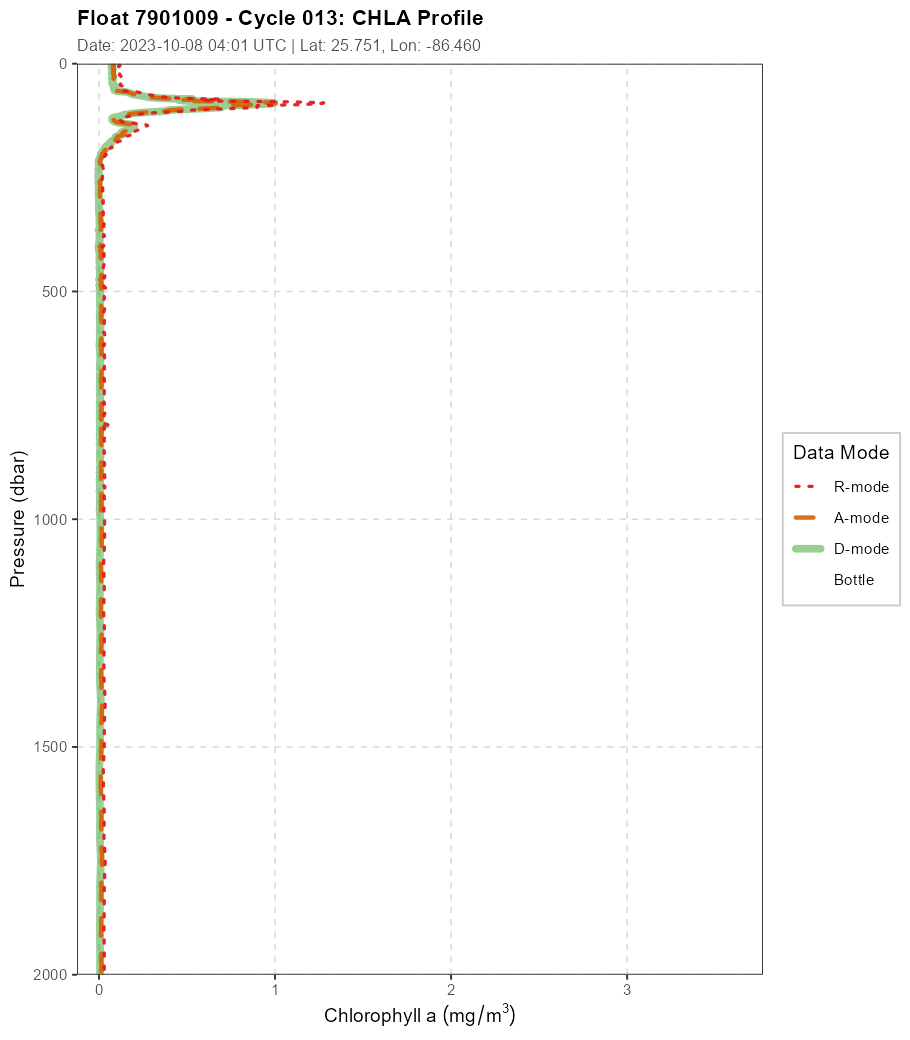 Float 7901009 - Cycle 013: CHLA Profile
Date: 2023-10-08 04:01 UTC | Lat: 25.751, Lon: -86.460
0
500
1000
1500
2000
Pressure (dbar)
0 1 2 3
Chlorophyll a (mg/m³)
Data Mode
R-mode
A-mode
D-mode
Bottle